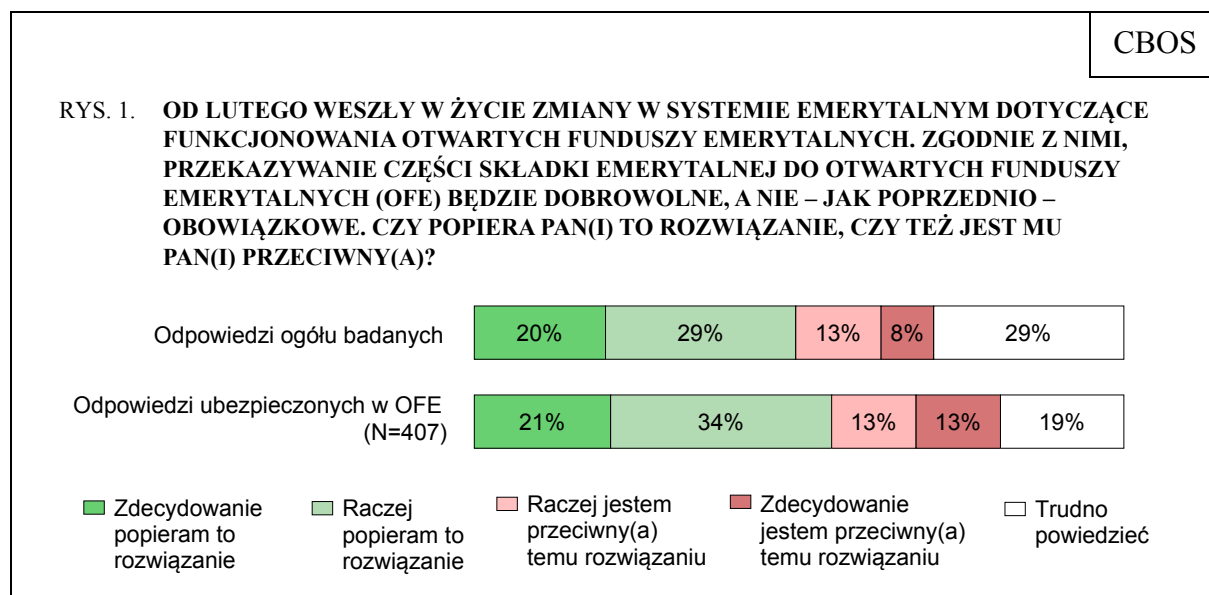 CBOS
RYS. 1. OD LUTEGO WESZŁY W ŻYCIE ZMIANY W SYSTEMIE EMERYTALNYM DOTYCZĄCE
FUNKCJONOWANIA OTWARTYCH FUNDUSZY EMERYTALNYCH. ZGODNIE Z NIMI,
PRZEKAZYWANIE CZĘŚCI SKŁADKI EMERYTALNEJ DO OTWARTYCH FUNDUSZY
EMERYTALNYCH (OFE) BĘDZIE DOBROWOLNE, A NIE – JAK POPRZEDNIO –
OBOWIĄZKOWE. CZY POPIERA PAN(I) TO ROZWIĄZANIE, CZY TEŻ JEST MU
PAN(I) PRZECIWNY(A)?
Odpowiedzi ogółu badanych 20% 29% 13% 8% 29%
Odpowiedzi ubezpieczonych w OFE
(N=407) 21% 34% 13% 13% 19%
Zdecydowanie
popieram to
rozwiązanie
Raczej
popieram to
rozwiązanie
Raczej jestem
przeciwny(a)
temu rozwiązaniu
Zdecydowanie
jestem przeciwny(a)
temu rozwiązaniu
Trudno
powiedzieć